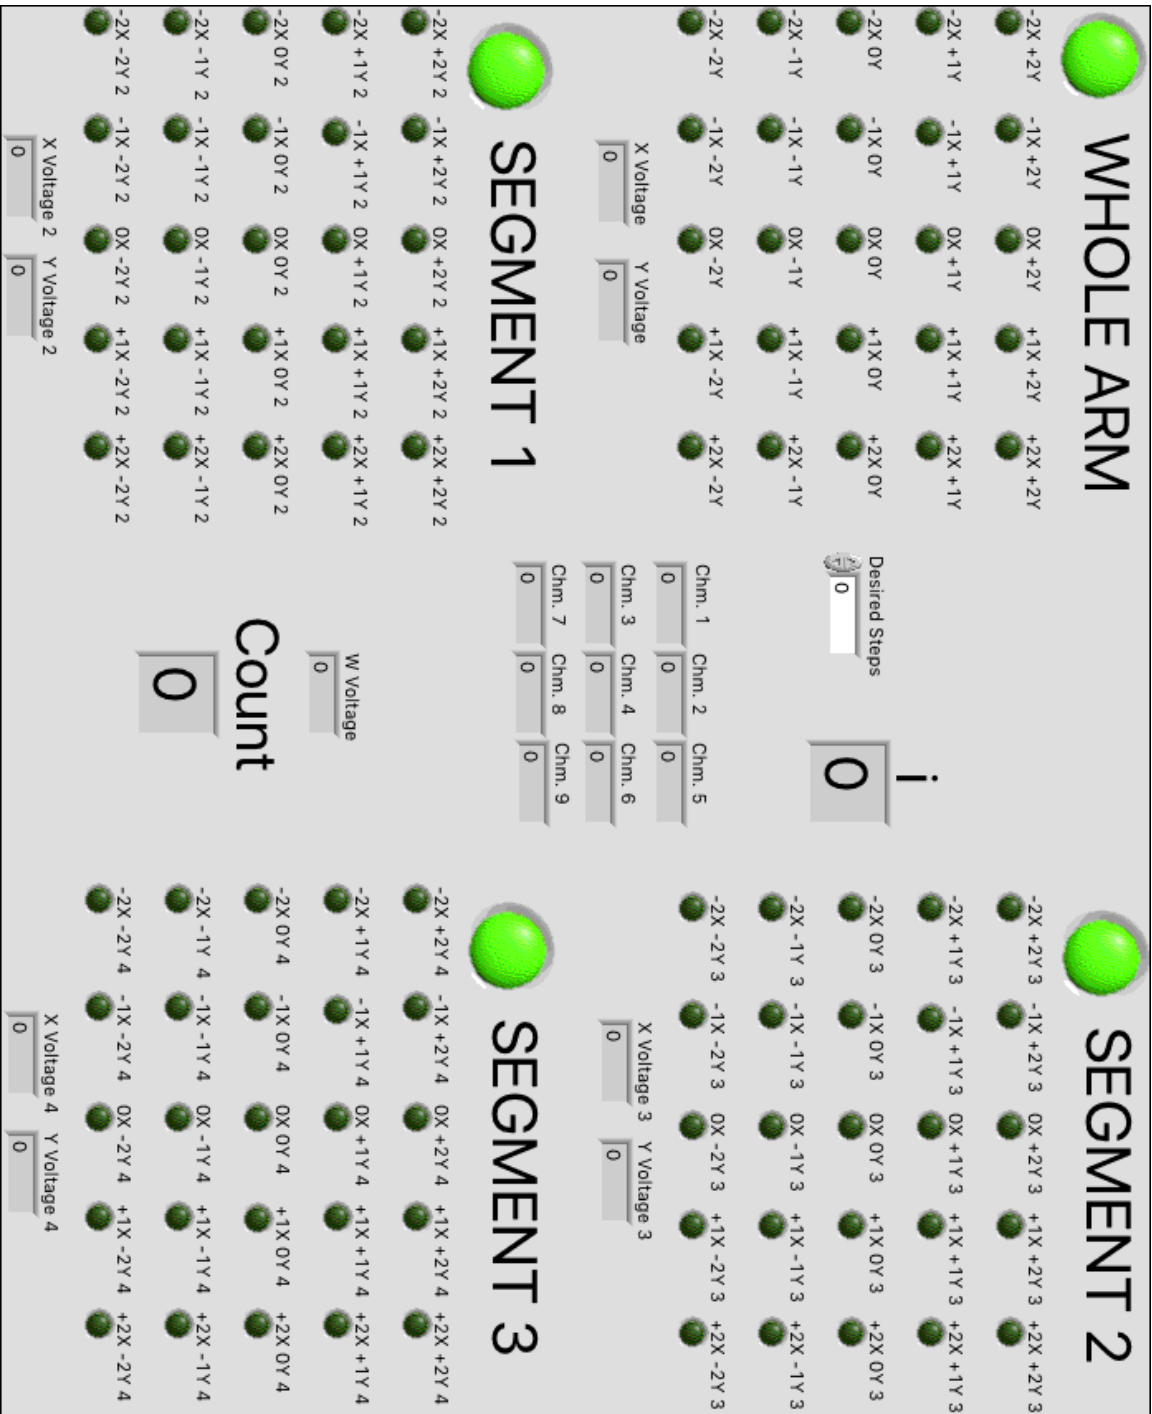 WHOLE ARM
-2X +2Y -1X +2Y 0X +2Y +1X +2Y +2X +2Y
-2X +1Y -1X +1Y 0X +1Y +1X +1Y +2X +1Y
-2X 0Y -1X 0Y 0X 0Y +1X 0Y +2X 0Y
-2X -1Y -1X -1Y 0X -1Y +1X -1Y +2X -1Y
-2X -2Y -1X -2Y 0X -2Y +1X -2Y +2X -2Y
X Voltage Y Voltage
0 0
SEGMENT 1
-2X +2Y 2 -1X +2Y 2 0X +2Y 2 +1X +2Y 2 +2X +2Y 2
-2X +1Y 2 -1X +1Y 2 0X +1Y 2 +1X +1Y 2 +2X +1Y 2
-2X 0Y 2 -1X 0Y 2 0X 0Y 2 +1X 0Y 2 +2X 0Y 2
-2X -1Y 2 -1X -1Y 2 0X -1Y 2 +1X -1Y 2 +2X -1Y 2
-2X -2Y 2 -1X -2Y 2 0X -2Y 2 +1X -2Y 2 +2X -2Y 2
X Voltage 2 Y Voltage 2
0 0
i
Desired Steps
0 0
Chm. 1 Chm. 2 Chm. 5
0 0 0
Chm. 3 Chm. 4 Chm. 6
0 0 0
Chm. 7 Chm. 8 Chm. 9
0 0 0
W Voltage
0
Count
0
SEGMENT 2
-2X +2Y 3 -1X +2Y 3 0X +2Y 3 +1X +2Y 3 +2X +2Y 3
-2X +1Y 3 -1X +1Y 3 0X +1Y 3 +1X +1Y 3 +2X +1Y 3
-2X 0Y 3 -1X 0Y 3 0X 0Y 3 +1X 0Y 3 +2X 0Y 3
-2X -1Y 3 -1X -1Y 3 0X -1Y 3 +1X -1Y 3 +2X -1Y 3
-2X -2Y 3 -1X -2Y 3 0X -2Y 3 +1X -2Y 3 +2X -2Y 3
X Voltage 3 Y Voltage 3
0 0
SEGMENT 3
-2X +2Y 4 -1X +2Y 4 0X +2Y 4 +1X +2Y 4 +2X +2Y 4
-2X +1Y 4 -1X +1Y 4 0X +1Y 4 +1X +1Y 4 +2X +1Y 4
-2X 0Y 4 -1X 0Y 4 0X 0Y 4 +1X 0Y 4 +2X 0Y 4
-2X -1Y 4 -1X -1Y 4 0X -1Y 4 +1X -1Y 4 +2X -1Y 4
-2X -2Y 4 -1X -2Y 4 0X -2Y 4 +1X -2Y 4 +2X -2Y 4
X Voltage 4 Y Voltage 4
0 0